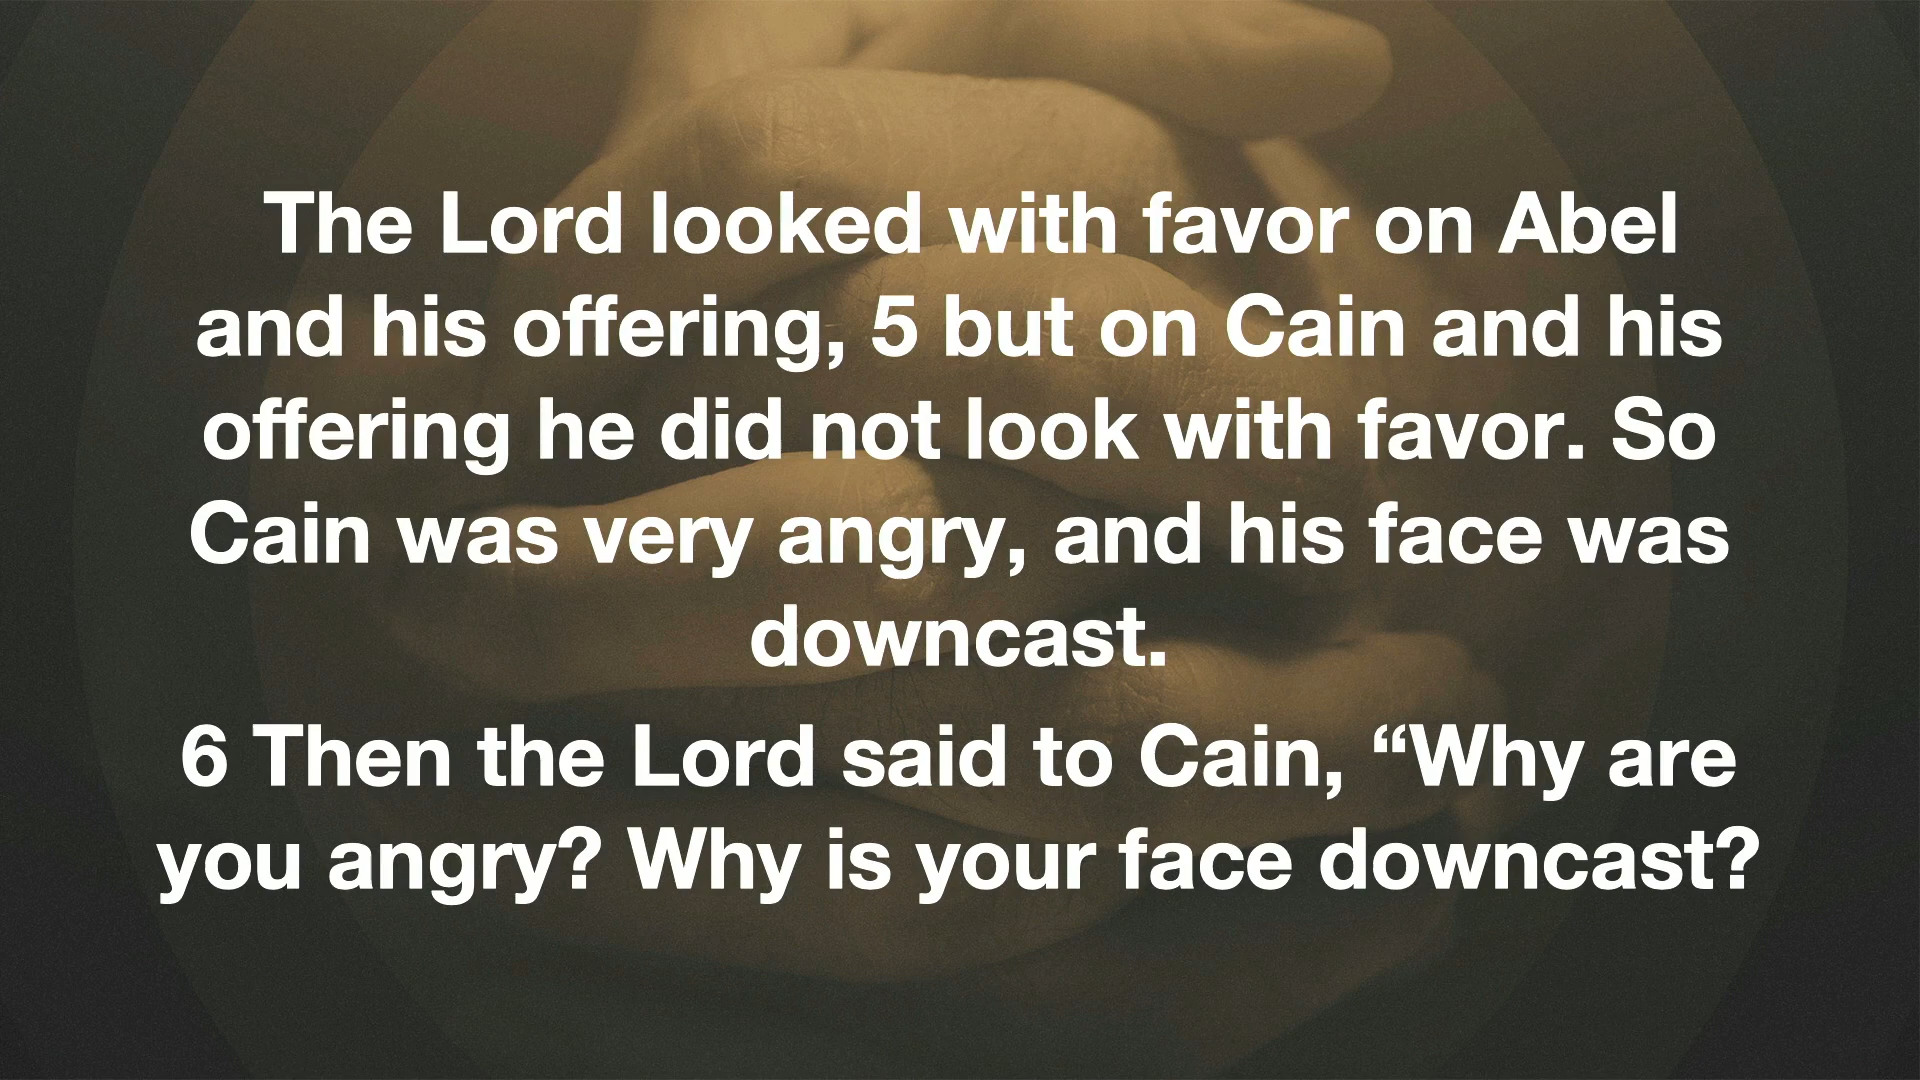 The Lord looked with favor on Abel
and his offering, 5 but on Cain and his
offering he did not look with favor. So
Cain was very angry, and his face was
downcast.
6 Then the Lord said to Cain, “Why are
you angry? Why is your face downcast?